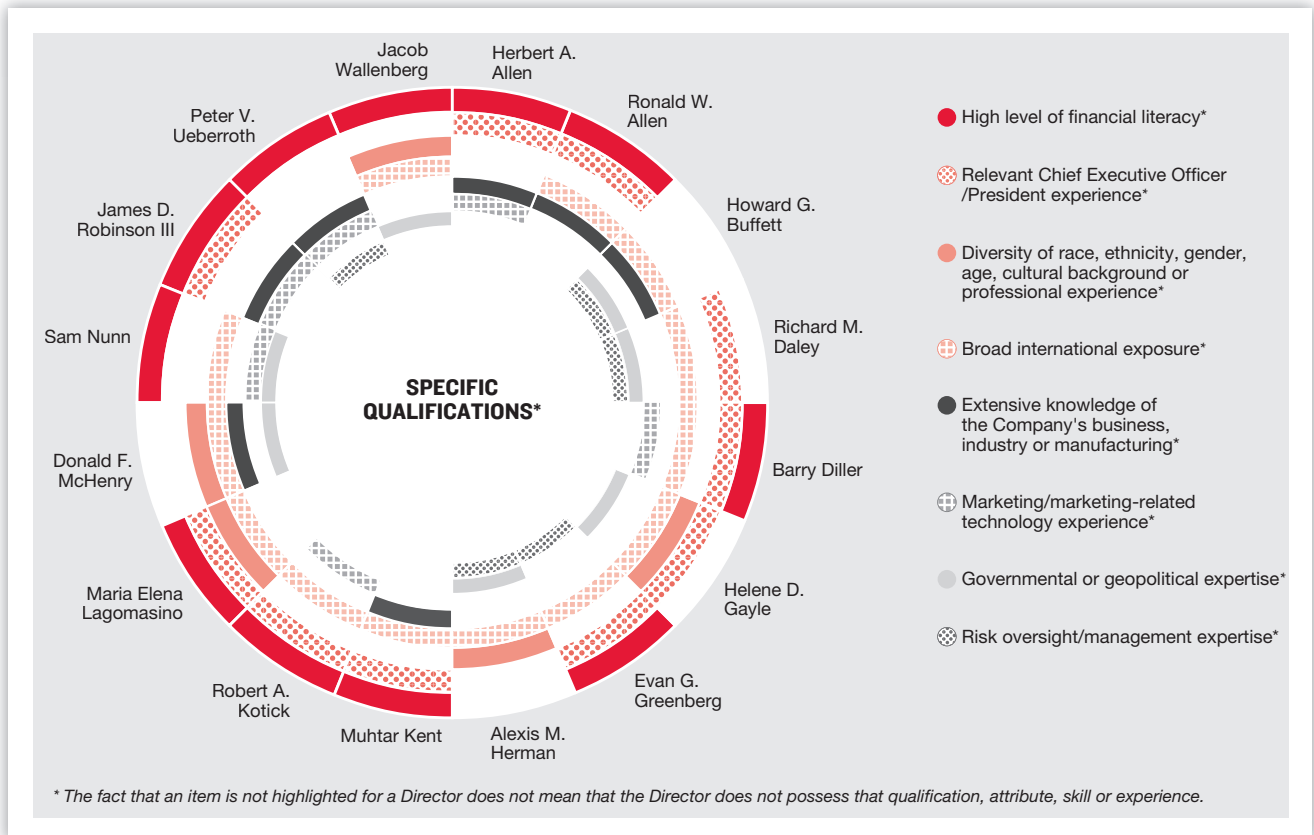 Jacob
Wallenberg
Herbert A.
Allen
Ronald W.
Allen
Howard G.
Buffett
Richard M.
Daley
Barry Diller
Helene D.
Gayle
Evan G.
Greenberg
Alexis M.
Herman
Muhtar Kent
Robert A.
Kotick
Maria Elena
Lagomasino
Donald F.
McHenry
Sam Nunn
James D.
Robinson III
Peter V.
Ueberroth
SPECIFIC
QUALIFICATIONS*
High level of financial literacy*
Relevant Chief Executive Officer
/President experience*
Diversity of race, ethnicity, gender,
age, cultural background or
professional experience*
Broad international exposure*
Extensive knowledge of
the Company's business,
industry or manufacturing*
Marketing/marketing-related
technology experience*
Governmental or geopolitical expertise*
Risk oversight/management expertise*
* The fact that an item is not highlighted for a Director does not mean that the Director does not possess that qualification, attribute, skill or experience.